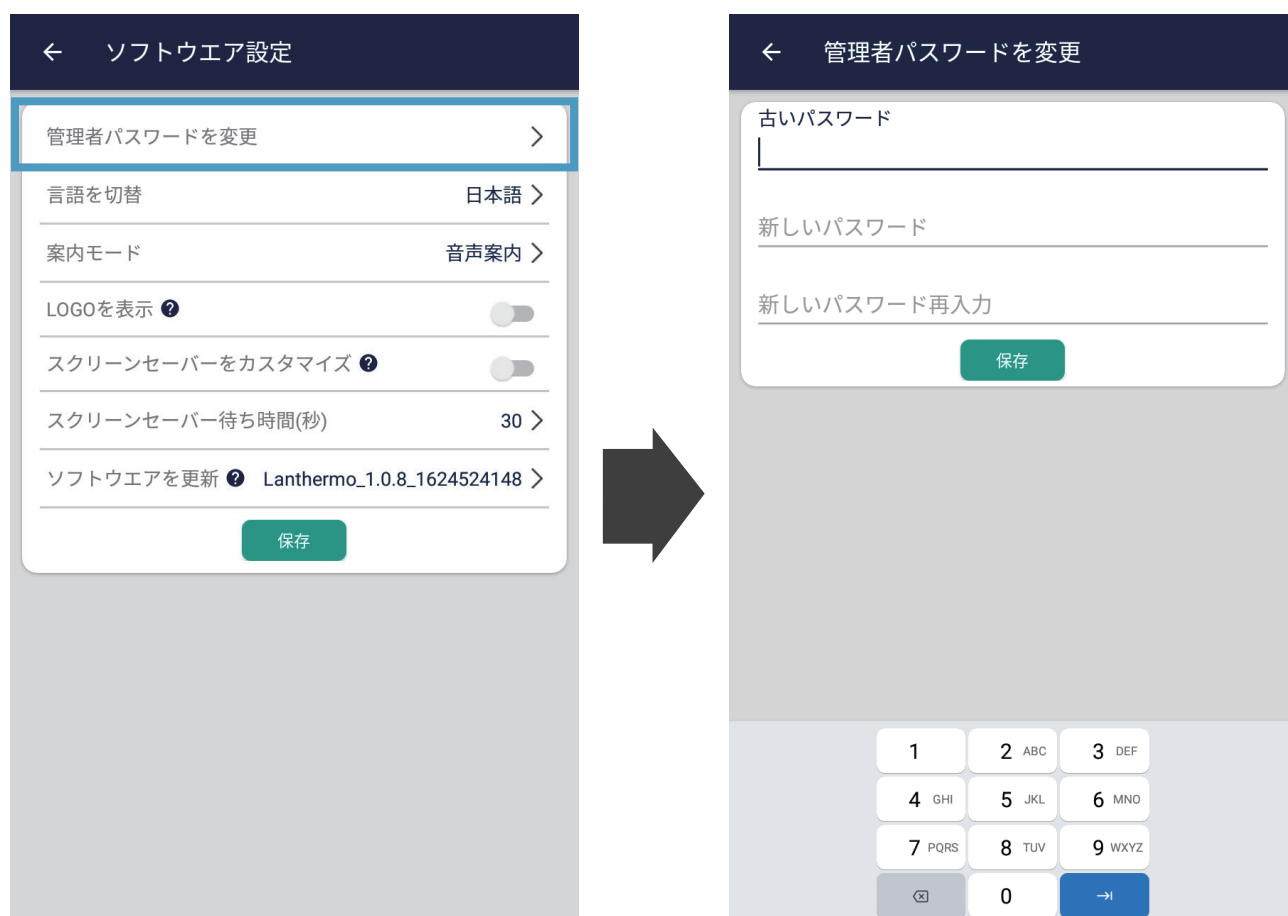 ソフトウエア設定
管理者パスワードを変更
言語を切替 日本語
案内モード 音声案内
LOGOを表示 ?
スクリーンセーバーをカスタマイズ ?
スクリーンセーバー待ち時間(秒) 30
ソフトウエアを更新 ? Lanthermo_1.0.8_1624524148
保存
管理者パスワードを変更
古いパスワード
新しいパスワード
新しいパスワード再入力
保存
1 2 ABC 3 DEF
4 GHI 5 JKL 6 MNO
7 PQRS 8 TUV 9 WXYZ
0